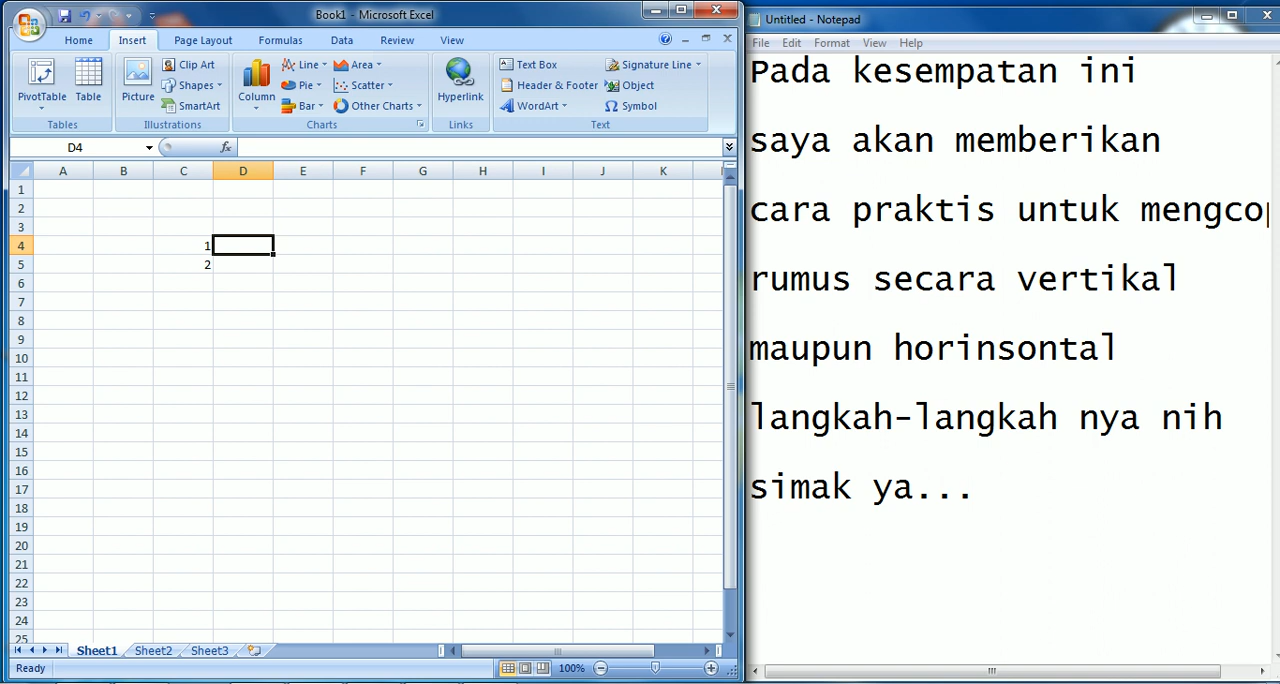 Book1 - Microsoft Excel
Home Insert Page Layout Formulas Data Review View
PivotTable Table Picture Clip Art Shapes SmartArt Column Line Pie Bar Area Scatter Other Charts Hyperlink Text Box Header & Footer WordArt Signature Line Object Symbol
Tables Illustrations Charts Links Text
D4 fx
A B C D E F G H I J K
1
2
3
4 1
5 2
6
7
8
9
10
11
12
13
14
15
16
17
18
19
20
21
22
23
24
25
Sheet1 Sheet2 Sheet3
Ready 100%
Untitled - Notepad
File Edit Format View Help
Pada kesempatan ini
saya akan memberikan
cara praktis untuk mengcop
rumus secara vertikal
maupun horinsontal
langkah-langkah nya nih
simak ya...